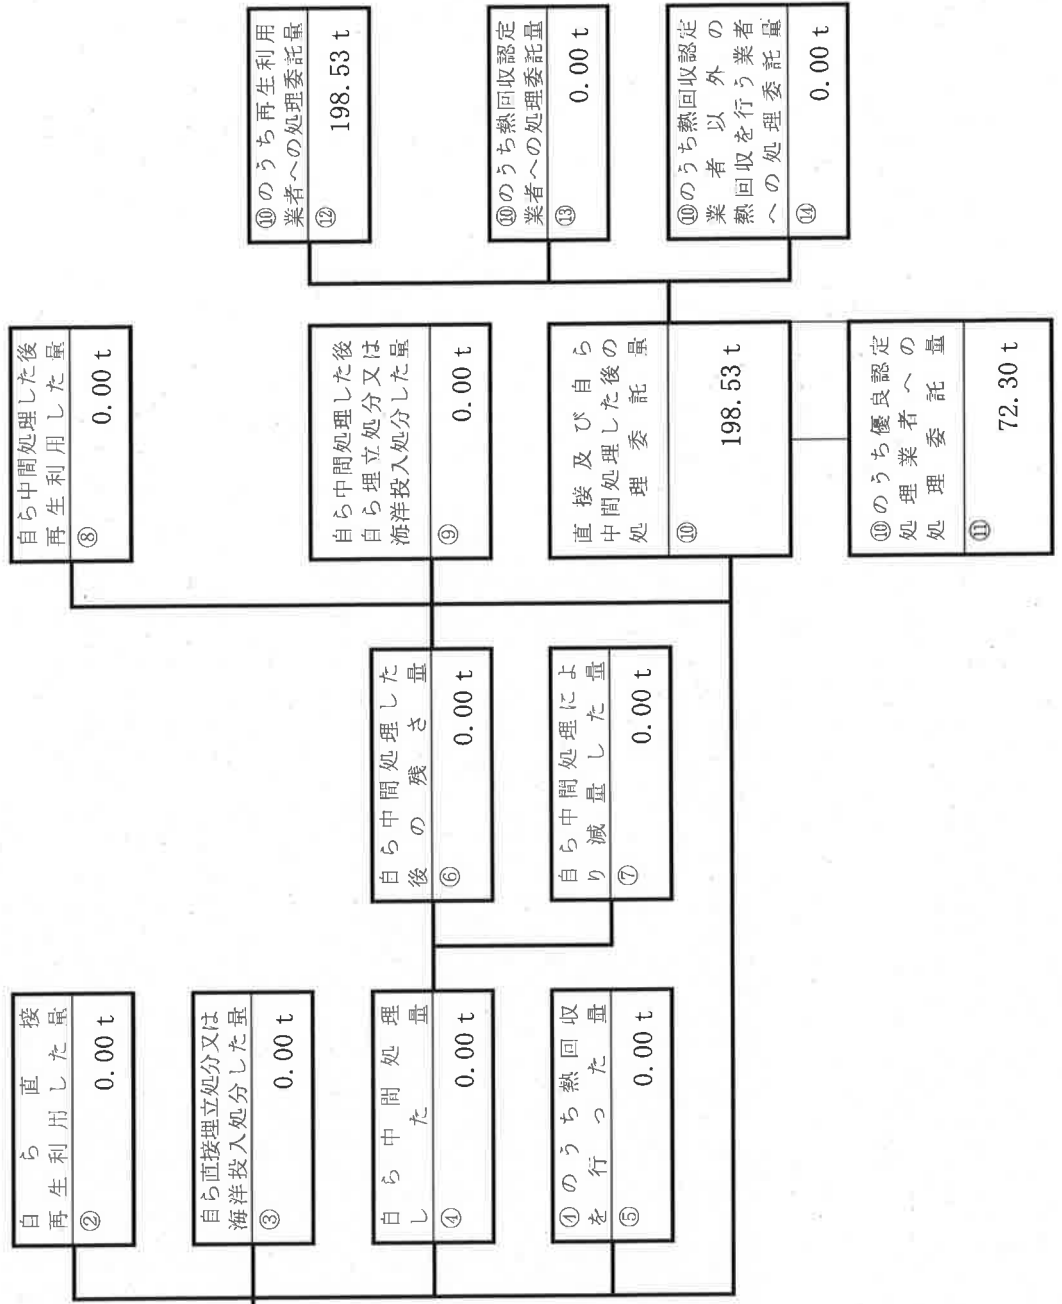 自ら直接
再生利用した量
②
0.00 t
自ら直接埋立処分又は
海洋投入処分した量
③
0.00 t
自ら中間処理
した量
④
0.00 t
④のうち熱回収
を行った量
⑤
0.00 t
自ら中間処理した
後の残さ量
⑥
0.00 t
自ら中間処理によ
り減量した量
⑦
0.00 t
自ら中間処理した後
再生利用した量
⑧
0.00 t
自ら中間処理した後
自ら埋立処分又は
海洋投入処分した量
⑨
0.00 t
直接及び自ら
中間処理した後の
処理委託量
⑩
198.53 t
⑩のうち優良認定
処理業者への
処理委託量
⑪
72.30 t
⑩のうち再生利用
業者への処理委託量
⑫
198.53 t
⑩のうち熱回収認定
業者への処理委託量
⑬
0.00 t
⑩のうち熱回収認定
業者以外の
熱回収を行う業者
への処理委託量
⑭
0.00 t